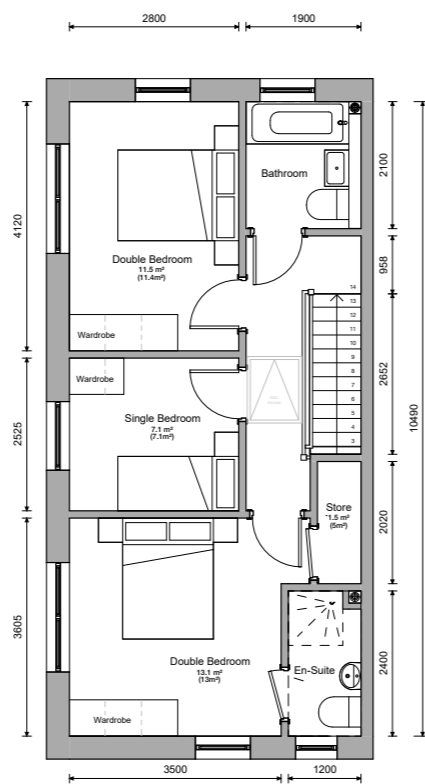 2800
1900
4120
2525
3605
Bathroom
Double Bedroom
11.5 m²
(11.4m²)
Wardrobe
Wardrobe
Single Bedroom
7.1 m²
(7.1m²)
14
13
12
11
10
9
8
7
6
5
4
3
Store
1.5 m²
(5m²)
Double Bedroom
13.1 m²
(13m²)
En-Suite
Wardrobe
2100
958
2652
2020
2400
10490
3500
1200